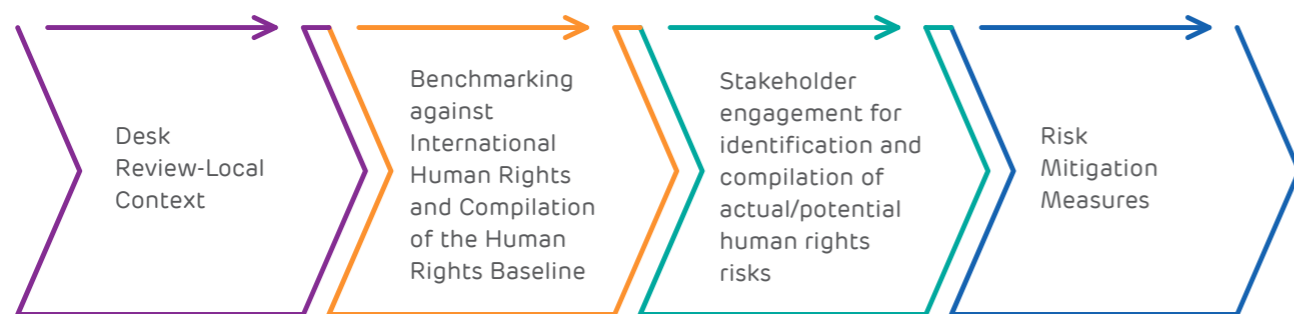 Desk
Review-Local
Context
Benchmarking
against
International
Human Rights
and Compilation
of the Human
Rights Baseline
Stakeholder
engagement for
identification and
compilation of
actual/potential
human rights
risks
Risk
Mitigation
Measures